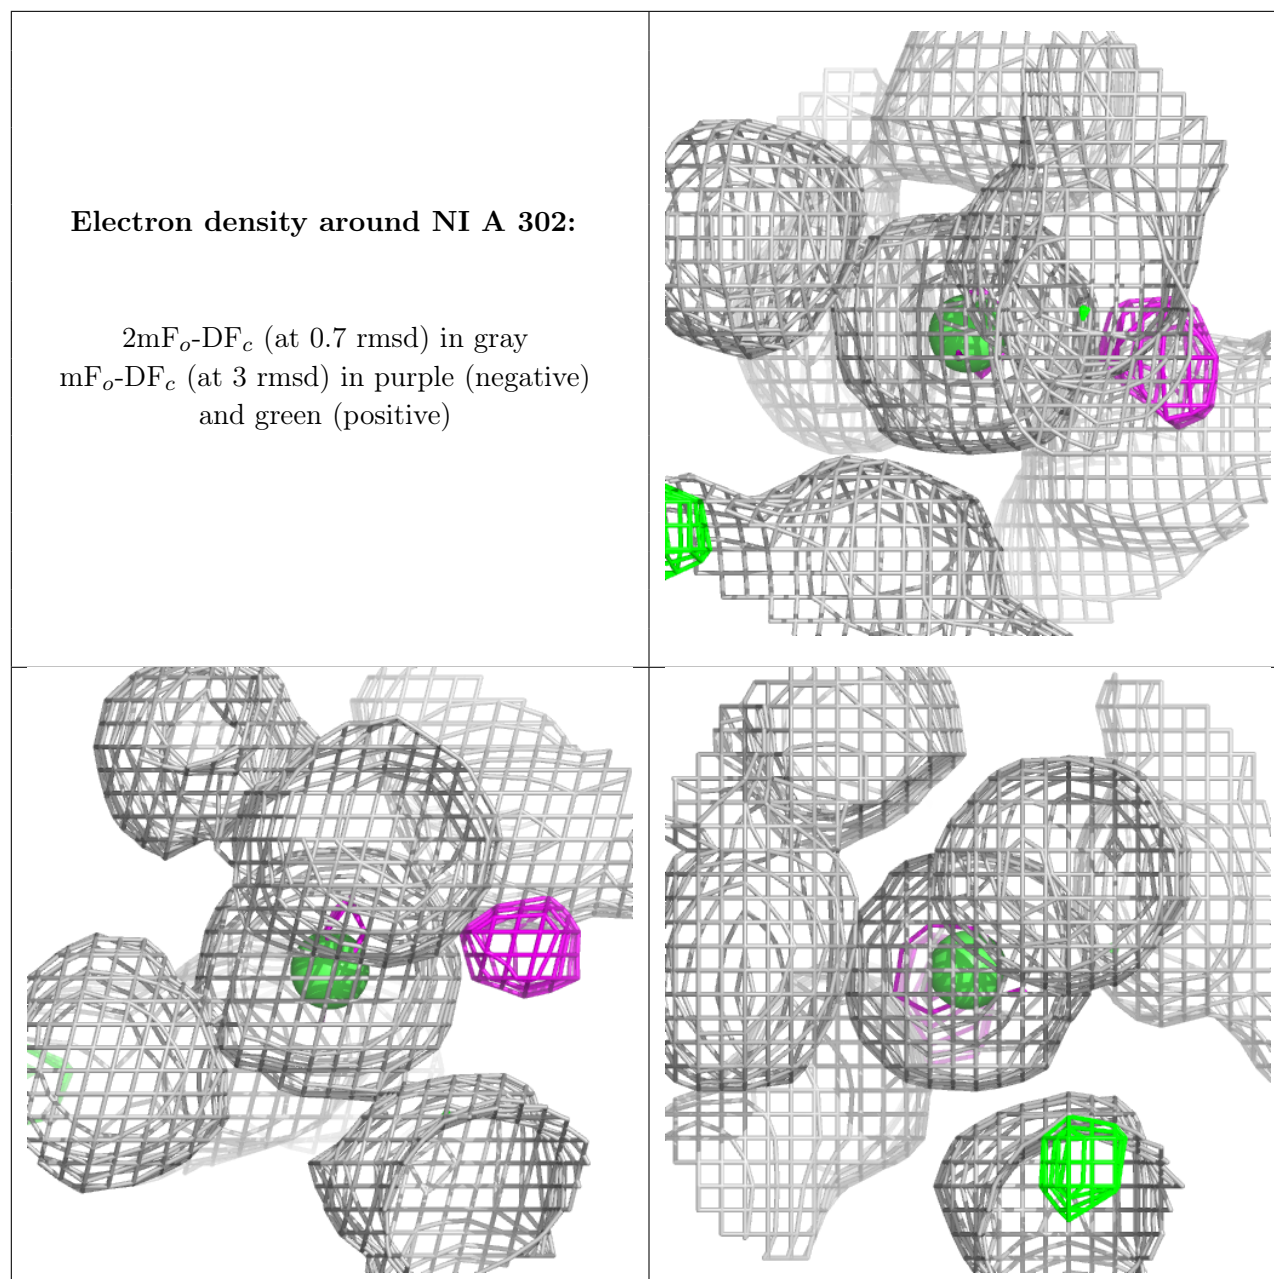 Electron density around NI A 302:
2mFo-DFc (at 0.7 rmsd) in gray
mFo-DFc (at 3 rmsd) in purple (negative)
and green (positive)